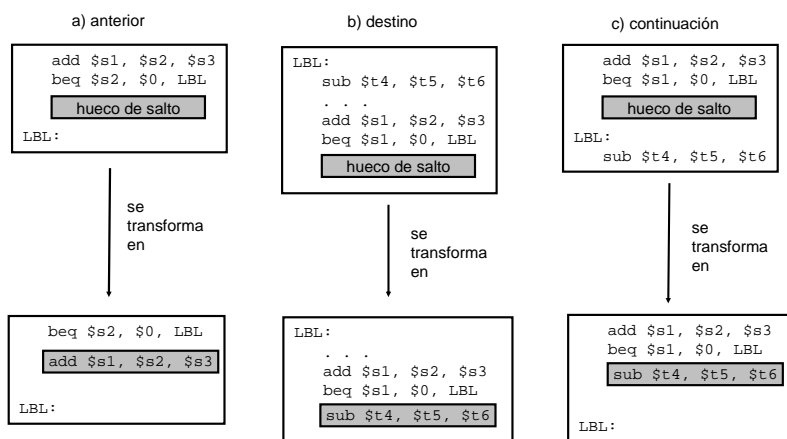 a) anterior
add $s1, $s2, $s3
beq $s2, $0, LBL
hueco de salto
LBL:
se
transforma
en
beq $s2, $0, LBL
add $s1, $s2, $s3
LBL:
b) destino
LBL:
sub $t4, $t5, $t6
. . .
add $s1, $s2, $s3
beq $s1, $0, LBL
hueco de salto
se
transforma
en
LBL:
. . .
add $s1, $s2, $s3
beq $s1, $0, LBL
sub $t4, $t5, $t6
c) continuación
add $s1, $s2, $s3
beq $s1, $0, LBL
hueco de salto
LBL:
sub $t4, $t5, $t6
se
transforma
en
add $s1, $s2, $s3
beq $s1, $0, LBL
sub $t4, $t5, $t6
LBL: